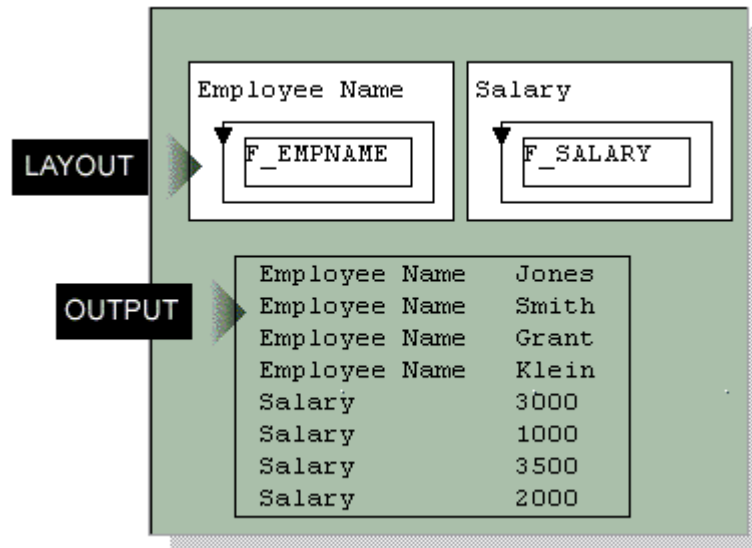 Employee Name Salary
LAYOUT F_EMPNAME F_SALARY
OUTPUT
Employee Name Jones
Employee Name Smith
Employee Name Grant
Employee Name Klein
Salary 3000
Salary 1000
Salary 3500
Salary 2000